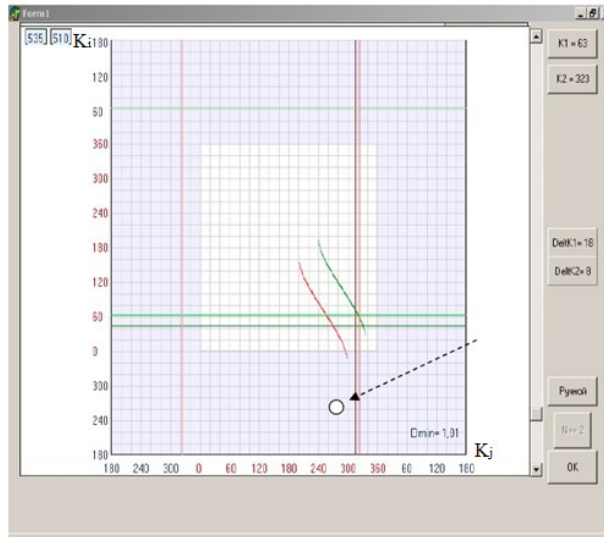 Form1
[535] [510]
Ki
180
120
60
360
300
240
180
120
60
0
300
240
180
180 240 300 0 60 120 180 240 300 360 60 120 180
Dmin= 1,01
Kj
K1 = 63
K2 = 323
DeltK1= 18
DeltK2= 8
Ручной
Nv= 2
OK